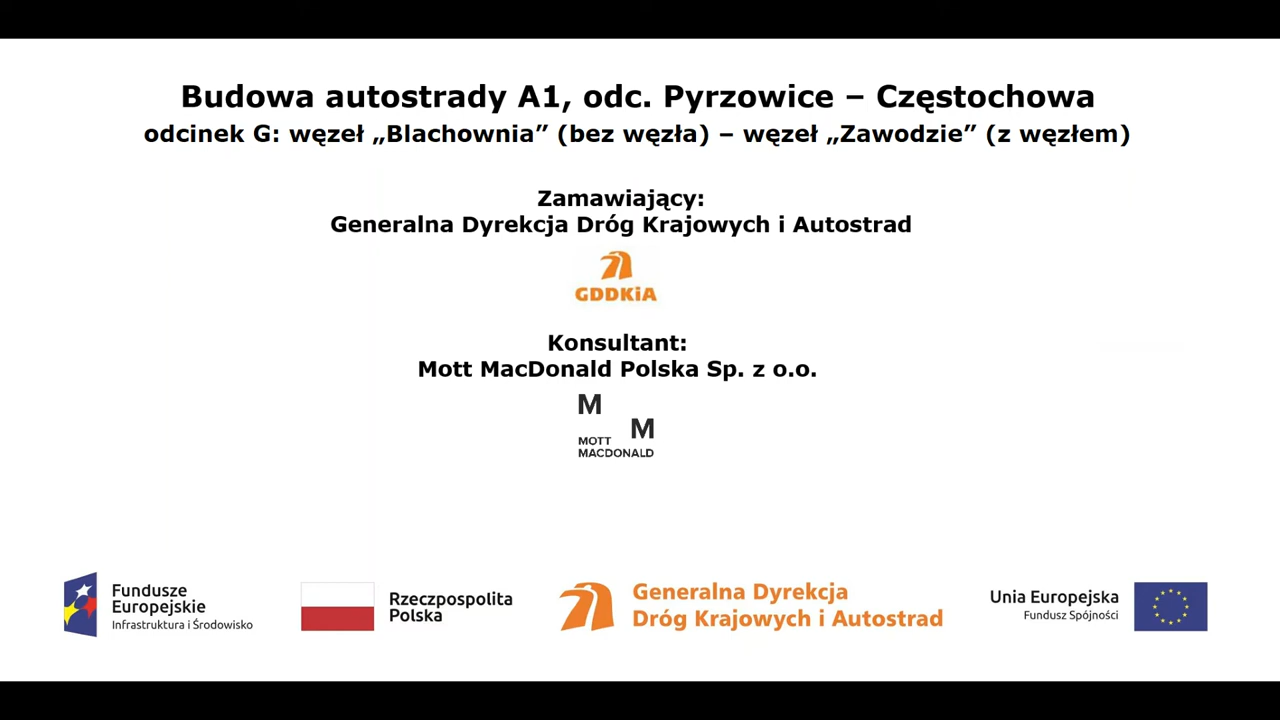 Budowa autostrady A1, odc. Pyrzowice – Częstochowa
odcinek G: węzeł „Blachownia” (bez węzła) – węzeł „Zawodzie” (z węzłem)
Zamawiający:
Generalna Dyrekcja Dróg Krajowych i Autostrad
GDDKiA
Konsultant:
Mott MacDonald Polska Sp. z o.o.
M
M
MOTT
MACDONALD
Fundusze
Europejskie
Infrastruktura i Środowisko
Rzeczpospolita
Polska
Generalna Dyrekcja
Dróg Krajowych i Autostrad
Unia Europejska
Fundusz Spójności